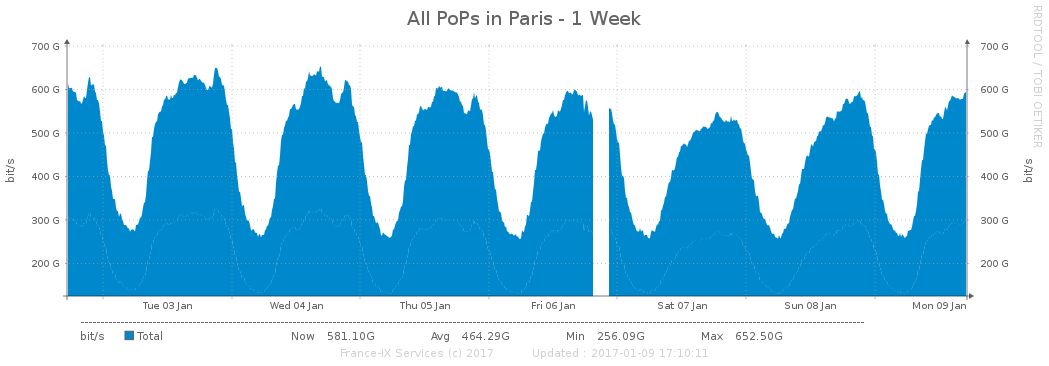 All PoPs in Paris - 1 Week
RRDTOOL / TOBI OETIKER
700 G 700 G
600 G 600 G
500 G 500 G
400 G 400 G
300 G 300 G
200 G 200 G
bit/s bit/s
Tue 03 Jan Wed 04 Jan Thu 05 Jan Fri 06 Jan Sat 07 Jan Sun 08 Jan Mon 09 Jan
bit/s Total Now 581.10G Avg 464.29G Min 256.09G Max 652.50G
France-IX Services (c) 2017 Updated : 2017-01-09 17:10:11